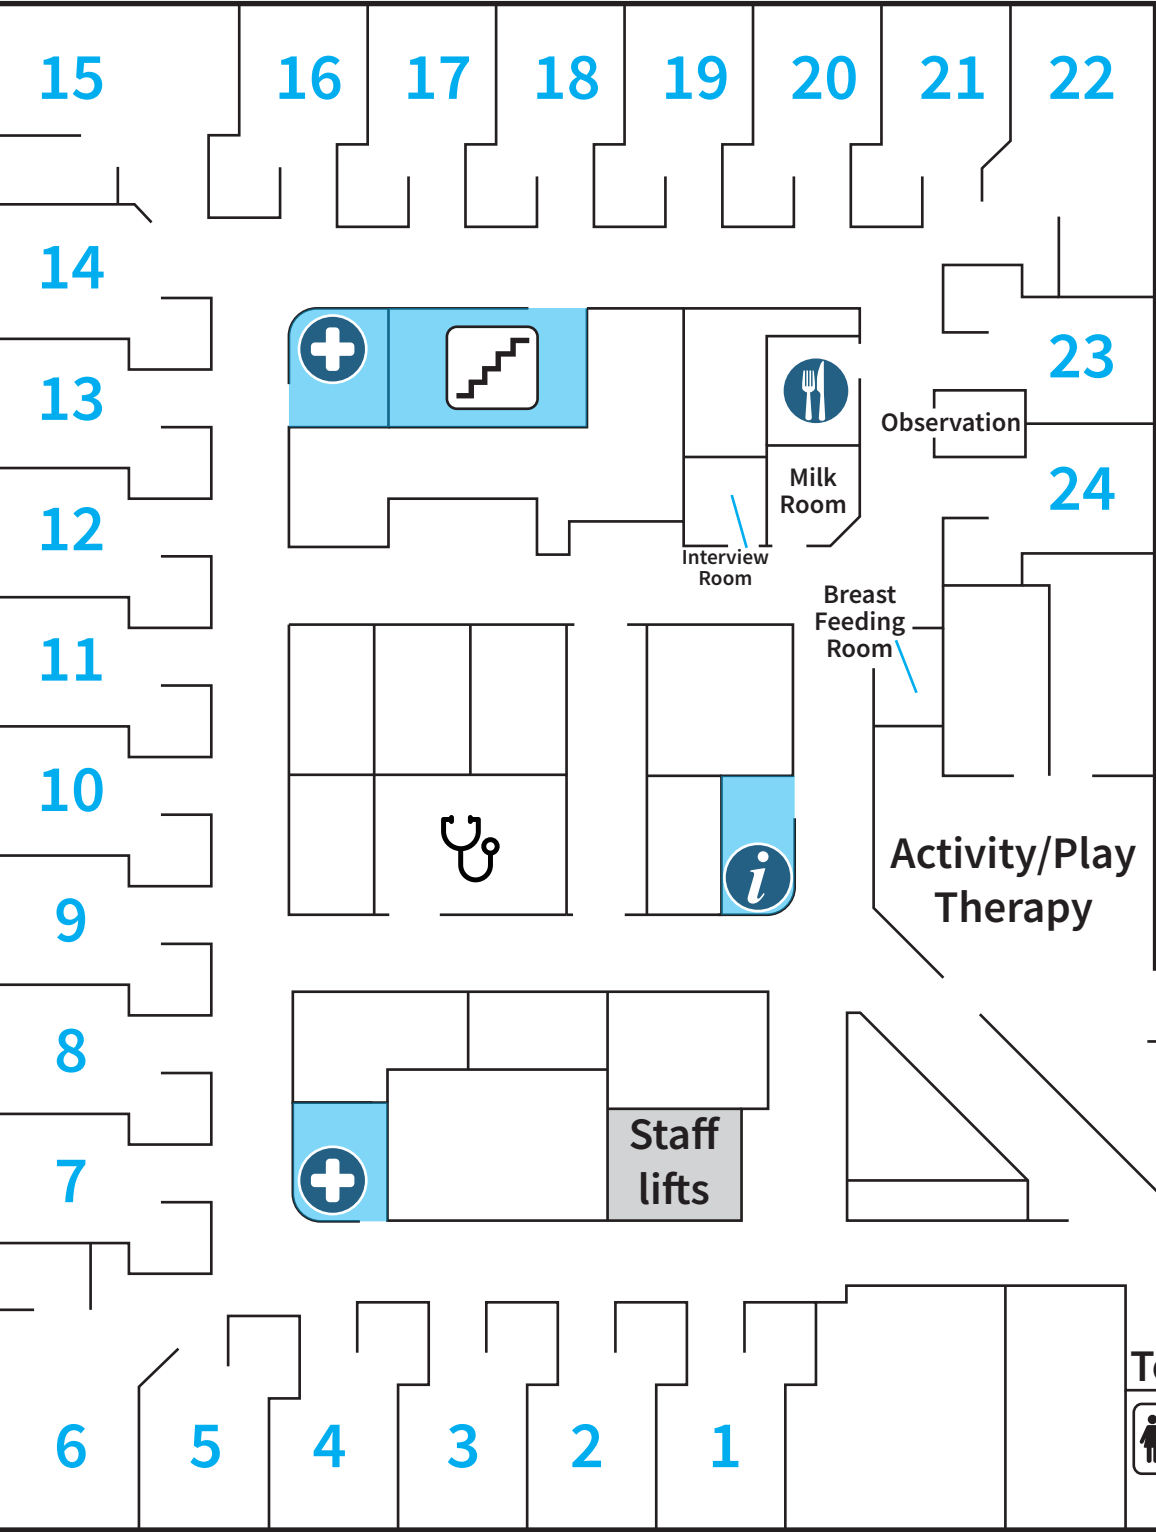 15
16
17
18
19
20
21
22
14
23
13
Observation
24
Milk
Room
12
Interview
Room
Breast
Feeding
Room
11
10
Activity/Play
Therapy
9
i
8
Staff
lifts
7
6
5
4
3
2
1